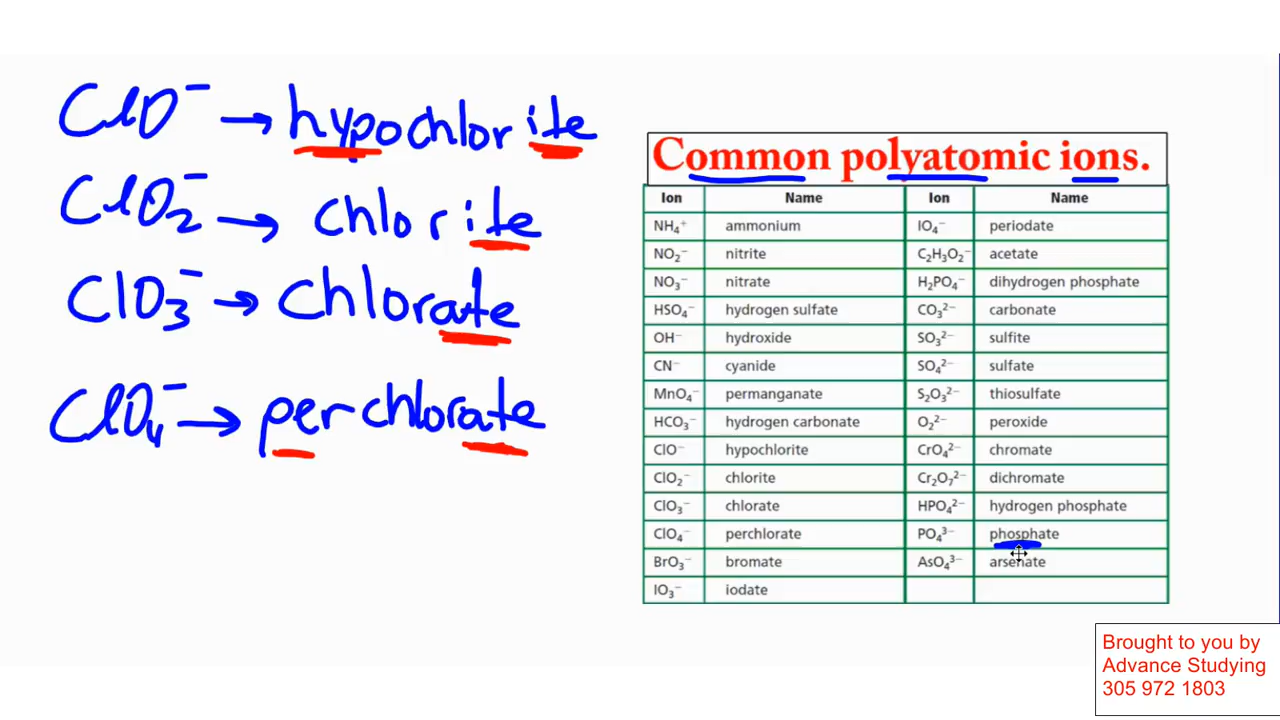 ClO⁻ → hypochlorite
ClO₂⁻ → chlorite
ClO₃⁻ → chlorate
ClO₄⁻ → perchlorate
Common polyatomic ions.
Ion Name Ion Name
NH₄⁺ ammonium IO₄⁻ periodate
NO₂⁻ nitrite C₂H₃O₂⁻ acetate
NO₃⁻ nitrate H₂PO₄⁻ dihydrogen phosphate
HSO₄⁻ hydrogen sulfate CO₃²⁻ carbonate
OH⁻ hydroxide SO₃²⁻ sulfite
CN⁻ cyanide SO₄²⁻ sulfate
MnO₄⁻ permanganate S₂O₃²⁻ thiosulfate
HCO₃⁻ hydrogen carbonate O₂²⁻ peroxide
ClO⁻ hypochlorite CrO₄²⁻ chromate
ClO₂⁻ chlorite Cr₂O₇²⁻ dichromate
ClO₃⁻ chlorate HPO₄²⁻ hydrogen phosphate
ClO₄⁻ perchlorate PO₄³⁻ phosphate
BrO₃⁻ bromate AsO₄³⁻ arsenate
IO₃⁻ iodate
Brought to you by
Advance Studying
305 972 1803